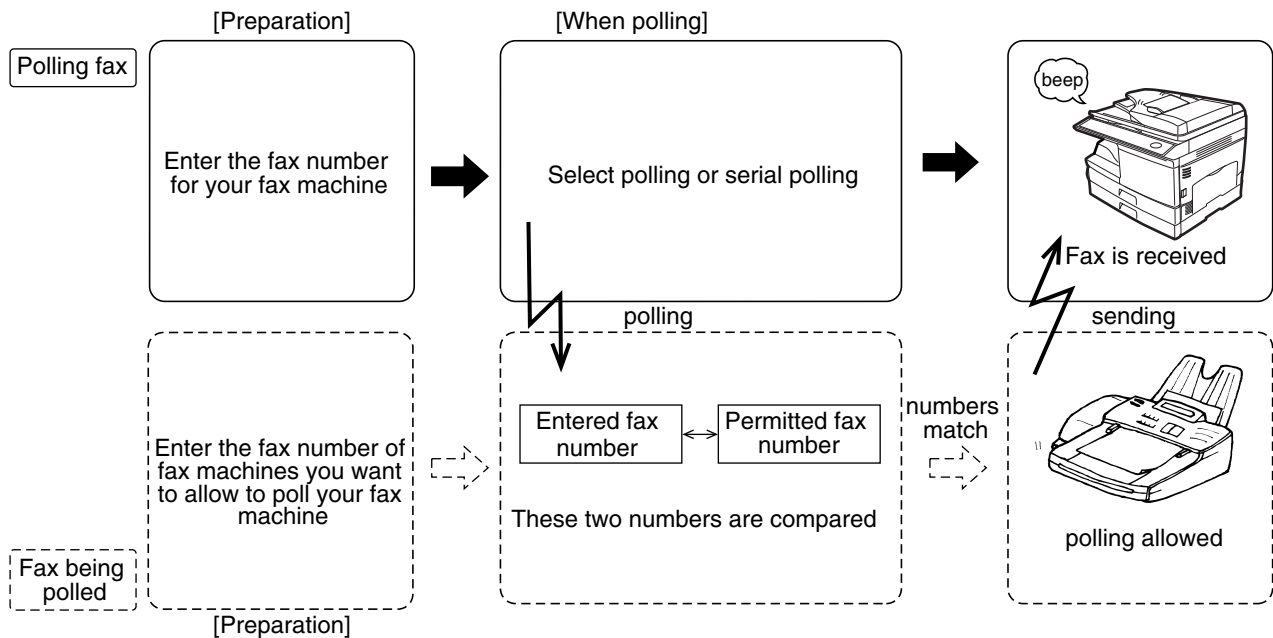 [Preparation]
[When polling]
Polling fax
Enter the fax number
for your fax machine
Select polling or serial polling
beep
Fax is received
polling
sending
Enter the fax number of
fax machines you want
to allow to poll your fax
machine
Entered fax
number
Permitted fax
number
These two numbers are compared
numbers
match
polling allowed
Fax being
polled
[Preparation]